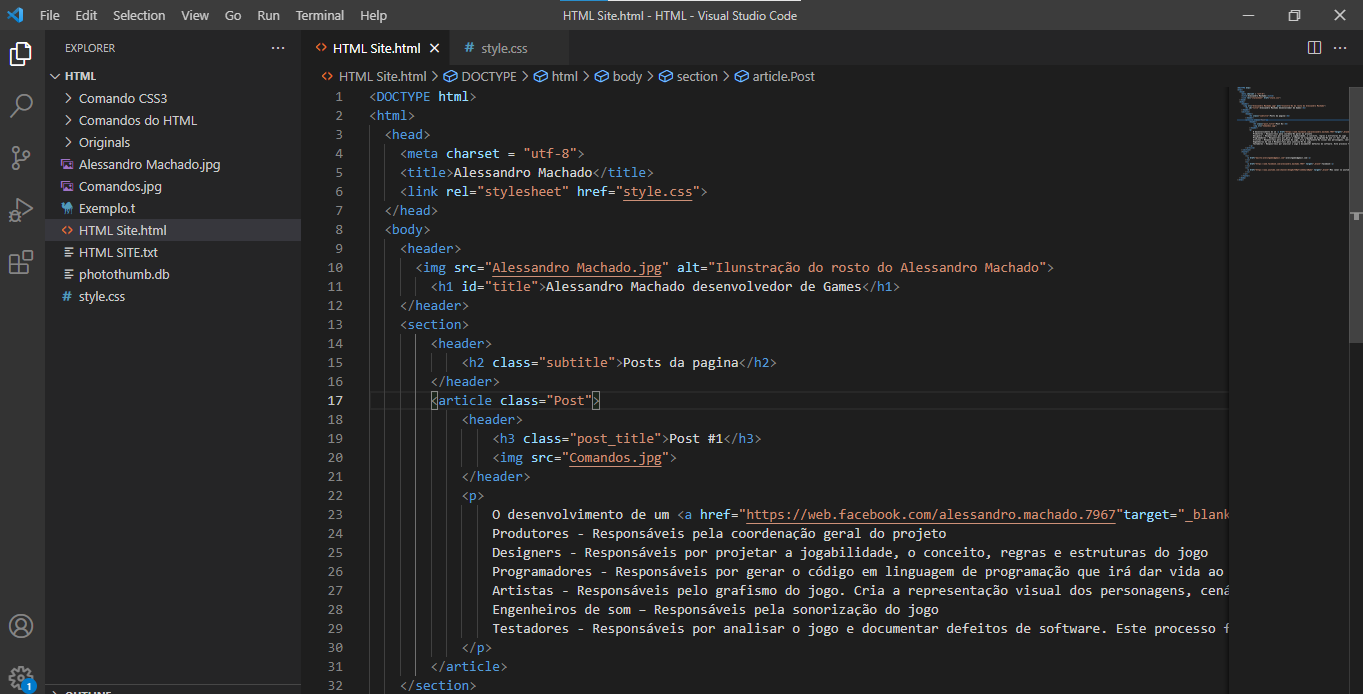 File Edit Selection View Go Run Terminal Help HTML Site.html - HTML - Visual Studio Code
EXPLORER
HTML
Comando CSS3
Comandos do HTML
Originals
Alessandro Machado.jpg
Comandos.jpg
Exemplo.t
HTML Site.html
HTML SITE.txt
photothumb.db
style.css
OUTLINE
1
HTML Site.html style.css
HTML Site.html > DOCTYPE > html > body > section > article.Post
1 <DOCTYPE html>
2 <html>
3 <head>
4 <meta charset = "utf-8">
5 <title>Alessandro Machado</title>
6 <link rel="stylesheet" href="style.css">
7 </head>
8 <body>
9 <header>
10 <img src="Alessandro Machado.jpg" alt="Ilunstração do rosto do Alessandro Machado">
11 <h1 id="title">Alessandro Machado desenvolvedor de Games</h1>
12 </header>
13 <section>
14 <header>
15 <h2 class="subtitle">Posts da pagina</h2>
16 </header>
17 <article class="Post">
18 <header>
19 <h3 class="post_title">Post #1</h3>
20 <img src="Comandos.jpg">
21 </header>
22 <p>
23 O desenvolvimento de um <a href="https://web.facebook.com/alessandro.machado.7967"target="_blank
24 Produtores - Responsáveis pela coordenação geral do projeto
25 Designers - Responsáveis por projetar a jogabilidade, o conceito, regras e estruturas do jogo
26 Programadores - Responsáveis por gerar o código em linguagem de programação que irá dar vida ao
27 Artistas - Responsáveis pelo grafismo do jogo. Cria a representação visual dos personagens, cená
28 Engenheiros de som – Responsáveis pela sonorização do jogo
29 Testadores - Responsáveis por analisar o jogo e documentar defeitos de software. Este processo f
30 </p>
31 </article>
32 </section>